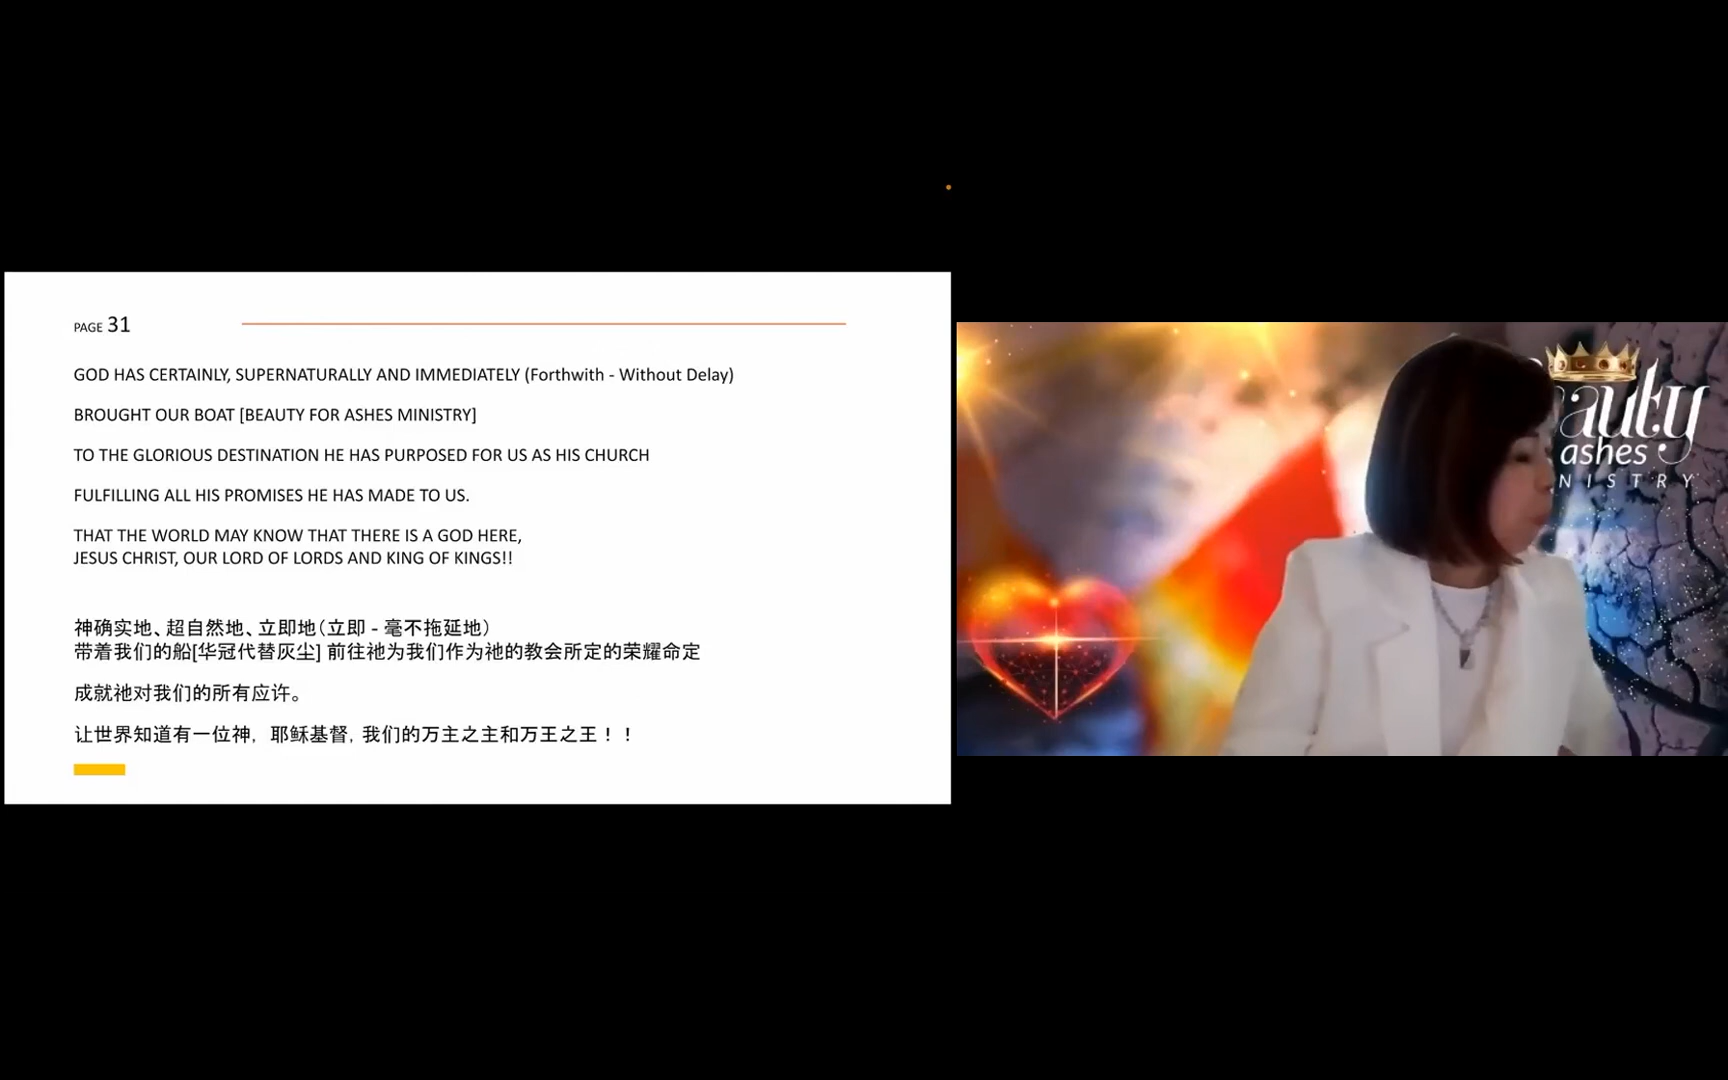 PAGE 31
GOD HAS CERTAINLY, SUPERNATURALLY AND IMMEDIATELY (Forthwith - Without Delay)
BROUGHT OUR BOAT [BEAUTY FOR ASHES MINISTRY]
TO THE GLORIOUS DESTINATION HE HAS PURPOSED FOR US AS HIS CHURCH
FULFILLING ALL HIS PROMISES HE HAS MADE TO US.
THAT THE WORLD MAY KNOW THAT THERE IS A GOD HERE,
JESUS CHRIST, OUR LORD OF LORDS AND KING OF KINGS!!
神确实地、超自然地、立即地（立即 - 毫不拖延地）
带着我们的船[华冠代替灰尘] 前往祂为我们作为祂的教会所定的荣耀命定
成就祂对我们的所有应许。
让世界知道有一位神，耶稣基督，我们的万主之主和万王之王！！
auty
ashes
NISTRY